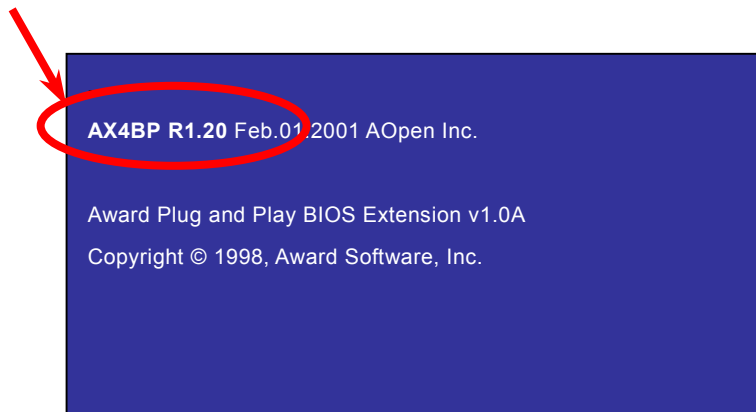 AX4BP R1.20 Feb.01.2001 AOpen Inc.
Award Plug and Play BIOS Extension v1.0A
Copyright © 1998, Award Software, Inc.